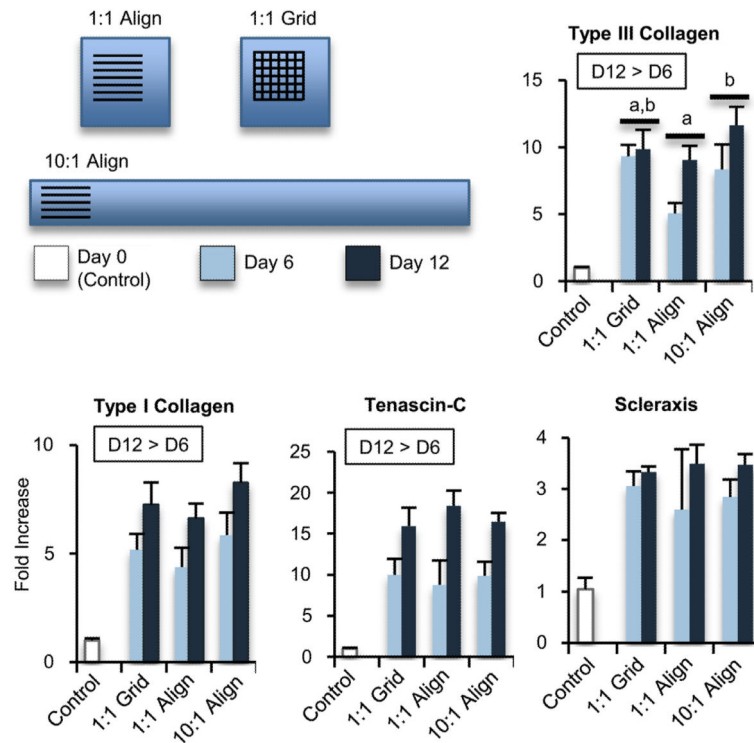 1:1 Align
1:1 Grid
10:1 Align
Day 0
(Control)
Day 6
Day 12
Type III Collagen
D12 > D6
15
10
5
0
a,b
a
b
Control
1:1 Grid
1:1 Align
10:1 Align
Type I Collagen
D12 > D6
Fold Increase
10
5
0
Control
1:1 Grid
1:1 Align
10:1 Align
Tenascin-C
D12 > D6
25
20
15
10
5
0
Control
1:1 Grid
1:1 Align
10:1 Align
Scleraxis
4
3
2
1
0
Control
1:1 Grid
1:1 Align
10:1 Align